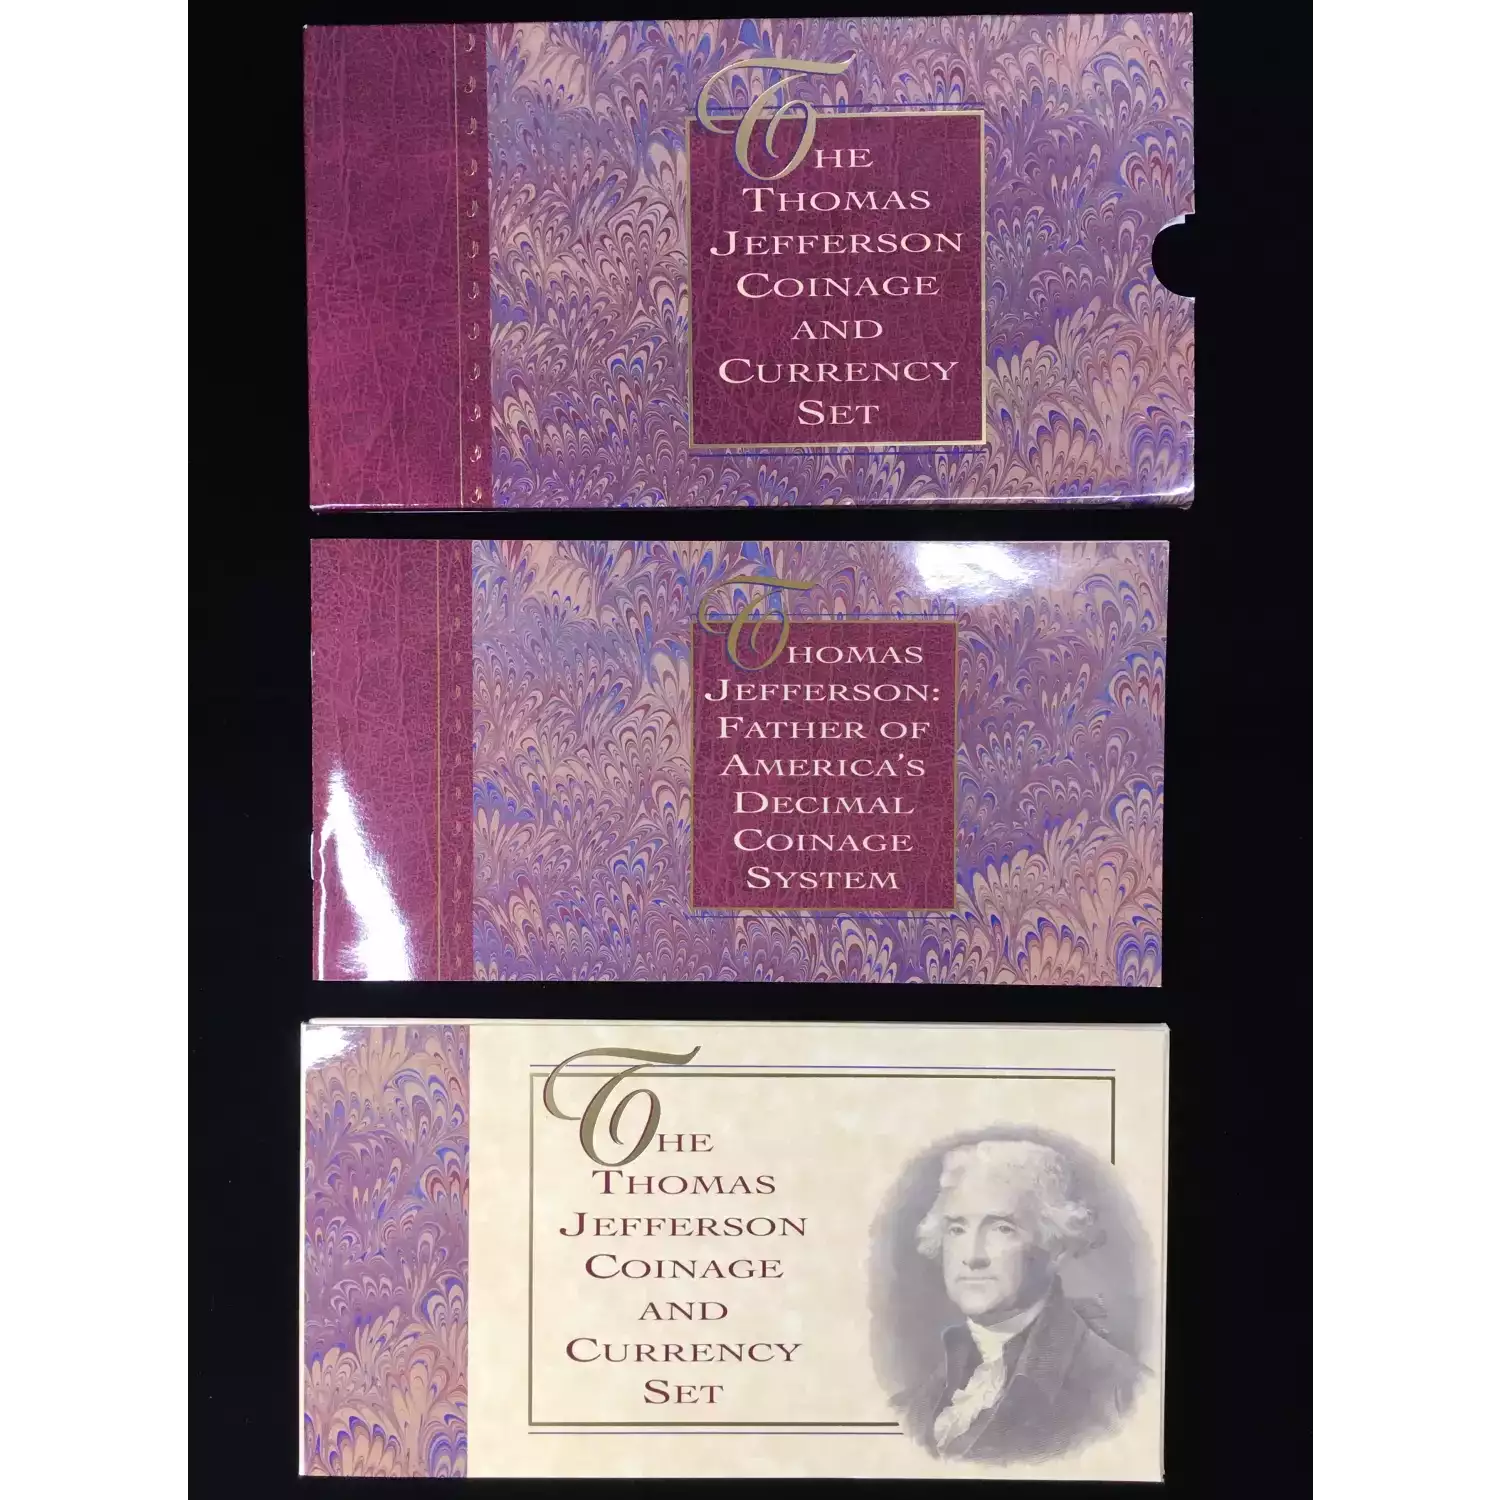 THE
THOMAS
JEFFERSON
COINAGE
AND
CURRENCY
SET
THOMAS
JEFFERSON:
FATHER OF
AMERICA'S
DECIMAL
COINAGE
SYSTEM
THE
THOMAS
JEFFERSON
COINAGE
AND
CURRENCY
SET